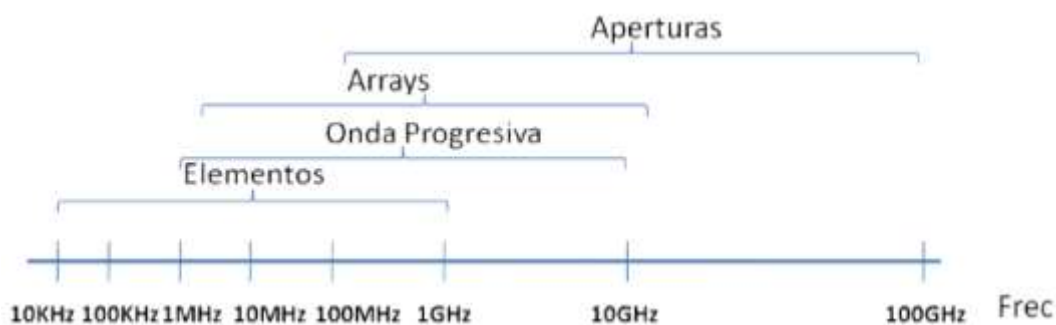 Aperturas
Arrays
Onda Progresiva
Elementos
10KHz 100KHz 1MHz 10MHz 100MHz 1GHz 10GHz 100GHz Frec